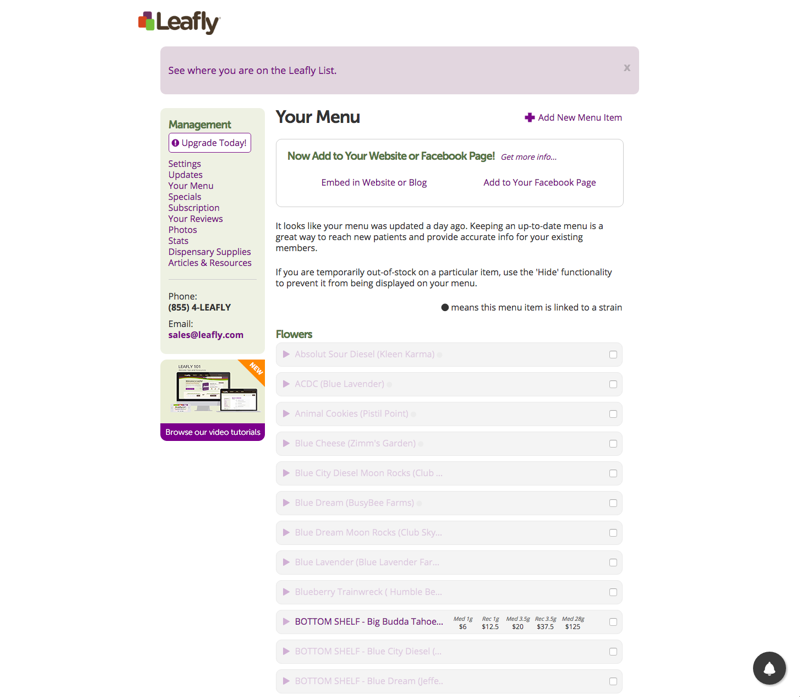 Leafly
See where you are on the Leafly List.
x
Management
Upgrade Today!
Settings
Updates
Your Menu
Specials
Subscription
Your Reviews
Photos
Stats
Dispensary Supplies
Articles & Resources
Phone:
(855) 4-LEAFLY
Email:
sales@leafly.com
LEAFLY 101
NEW
Browse our video tutorials
Your Menu
Add New Menu Item
Now Add to Your Website or Facebook Page! Get more info...
Embed in Website or Blog
Add to Your Facebook Page
It looks like your menu was updated a day ago. Keeping an up-to-date menu is a
great way to reach new patients and provide accurate info for your existing
members.
If you are temporarily out-of-stock on a particular item, use the 'Hide' functionality
to prevent it from being displayed on your menu.
means this menu item is linked to a strain
Flowers
Absolut Sour Diesel (Kleen Karma)
ACDC (Blue Lavender)
Animal Cookies (Pistil Point)
Blue Cheese (Zimm's Garden)
Blue City Diesel Moon Rocks (Club ...
Blue Dream (BusyBee Farms)
Blue Dream Moon Rocks (Club Sky...
Blue Lavender (Blue Lavender Far...
Blueberry Trainwreck ( Humble Be...
BOTTOM SHELF - Big Budda Tahoe...
Med 1g Rec 1g Med 3.5g Rec 3.5g Med 28g
$6 $12.5 $20 $37.5 $125
BOTTOM SHELF - Blue City Diesel (...
BOTTOM SHELF - Blue Dream (Jeffe...